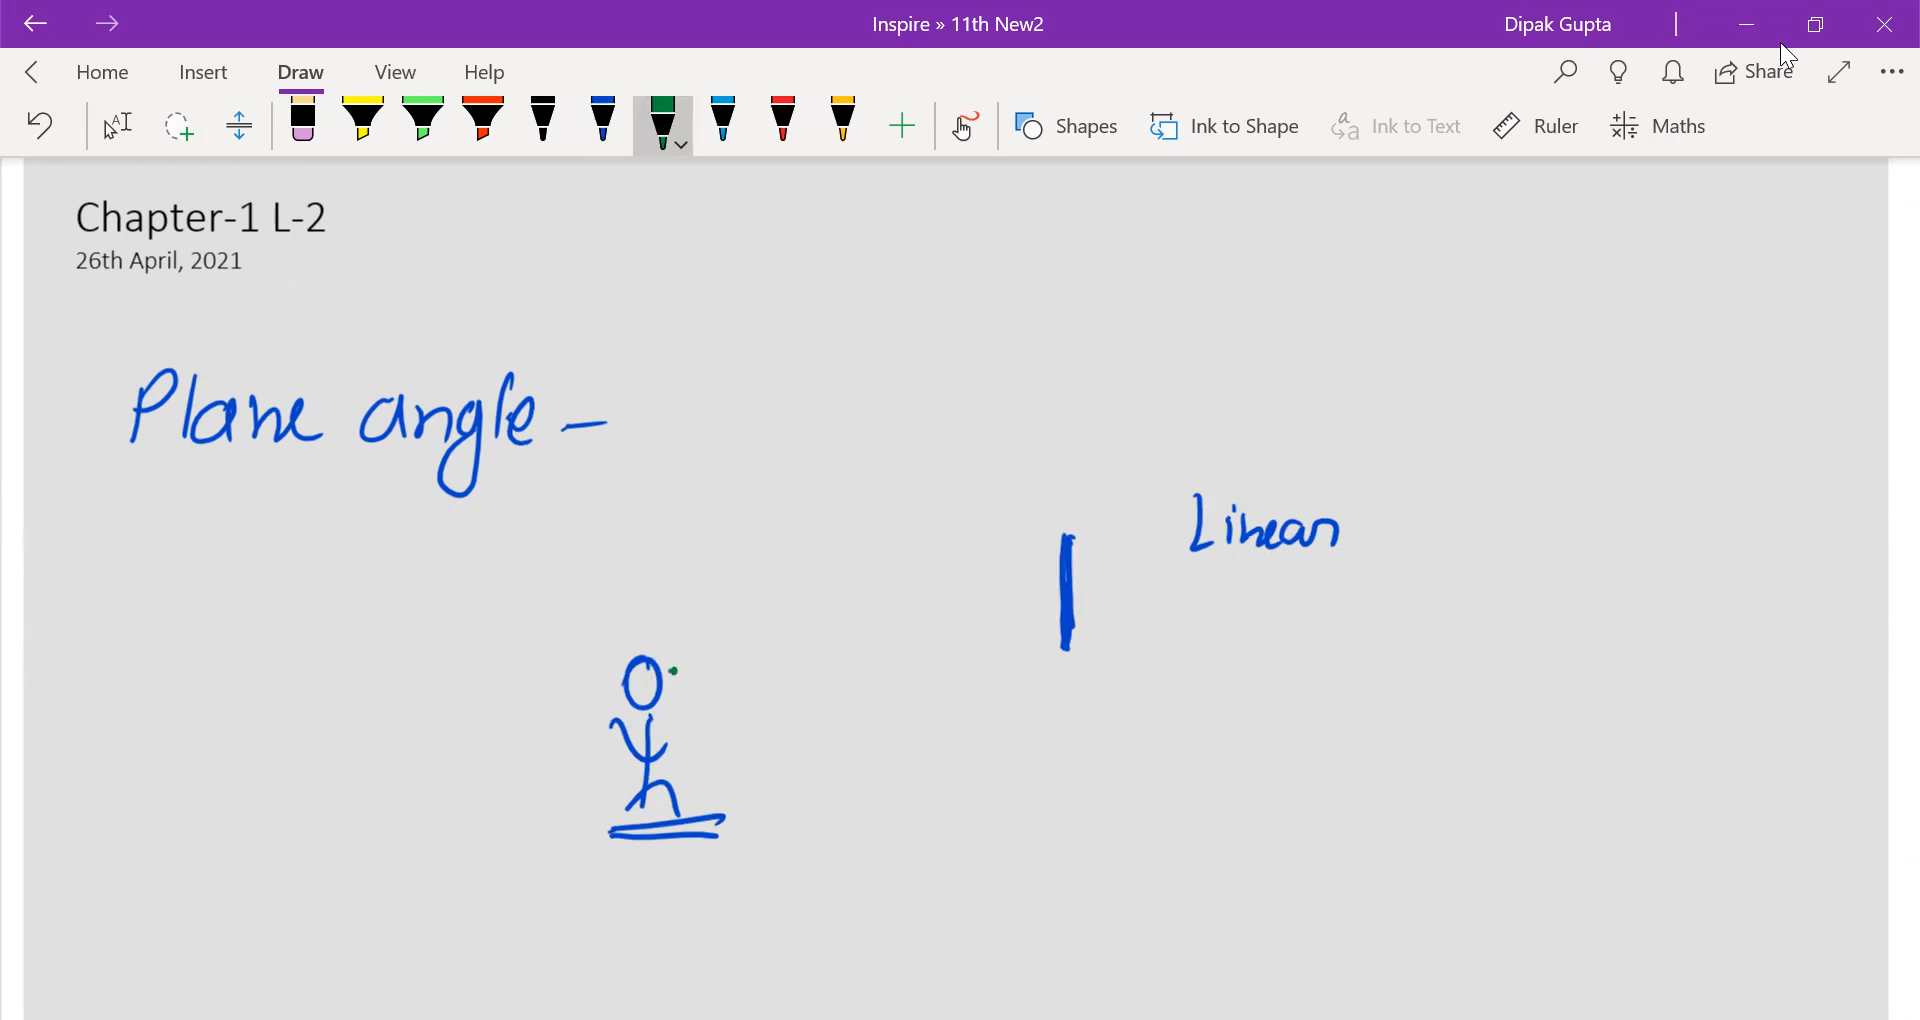 Inspire » 11th New2
Dipak Gupta
Home Insert Draw View Help
Share
Shapes Ink to Shape Ink to Text Ruler Maths
Chapter-1 L-2
26th April, 2021
Plane angle –
Linear